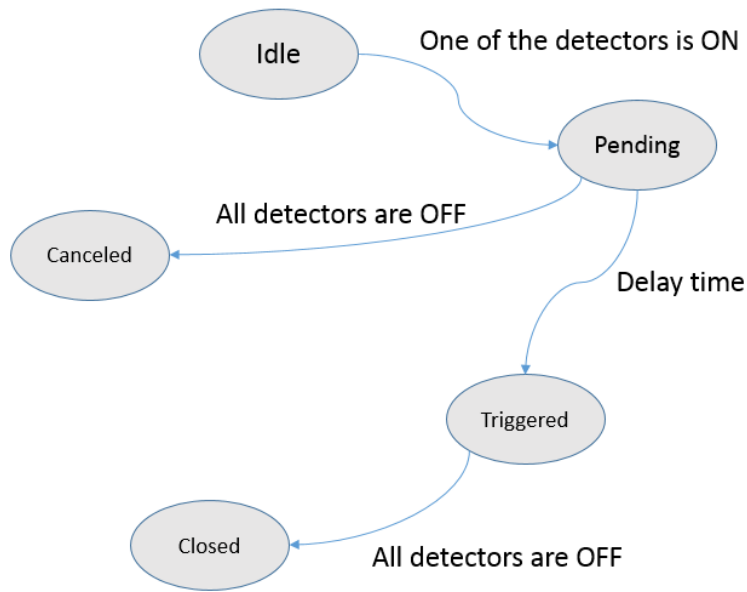 Idle
One of the detectors is ON
Pending
All detectors are OFF
Canceled
Delay time
Triggered
Closed
All detectors are OFF